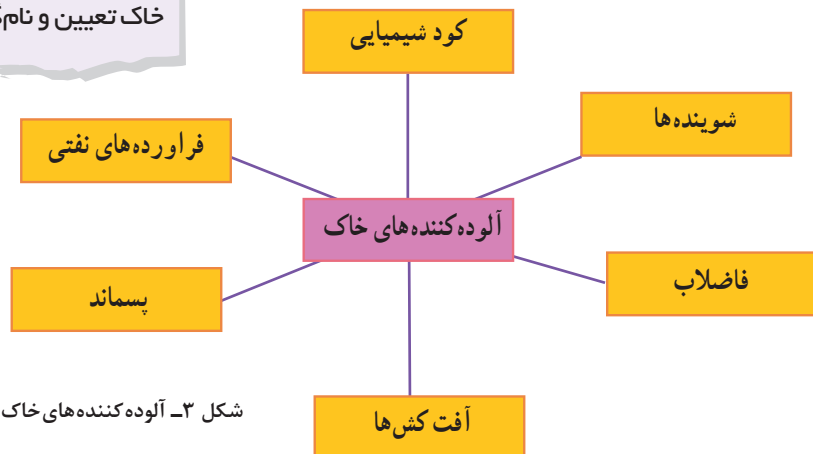 خاک تعیین و نام
کود شیمیایی
شوینده‌ها
فراورده‌های نفتی
آلوده‌کننده‌های خاک
فاضلاب
پسماند
آفت کش‌ها
شکل ۳ـ آلوده‌کننده‌های خاک